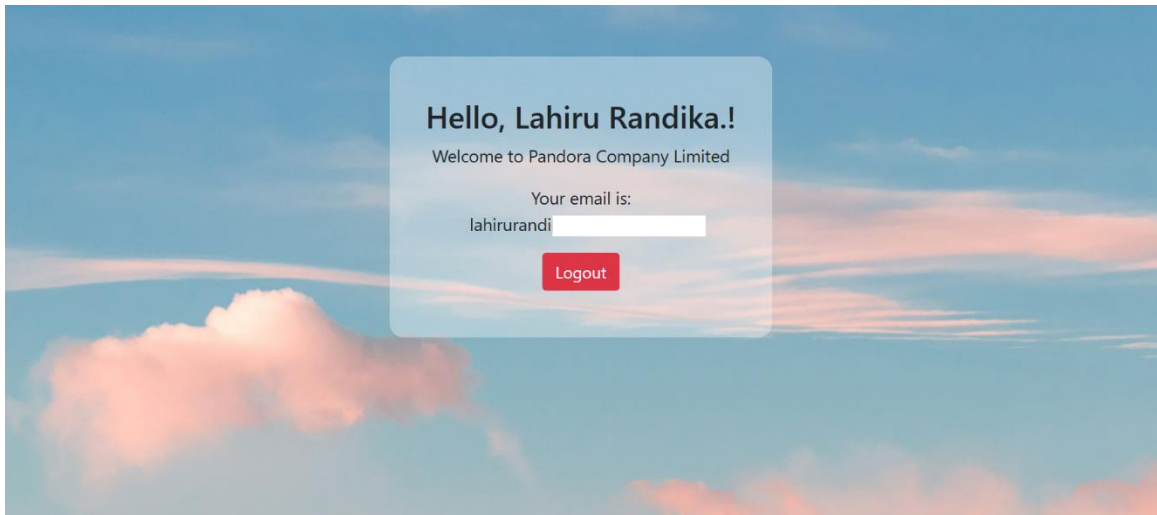 Hello, Lahiru Randika.!
Welcome to Pandora Company Limited
Your email is:
lahirurandi
Logout